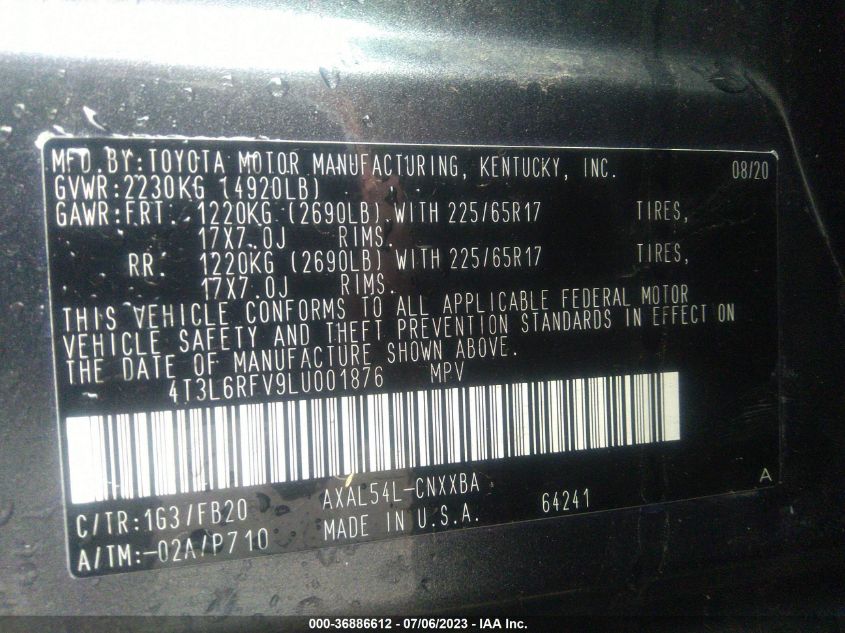 MFD.BY:TOYOTA MOTOR MANUFACTURING, KENTUCKY, INC. 08/20
GVWR:2230KG (4920LB)
GAWR:FRT. 1220KG (2690LB) WITH 225/65R17 TIRES,
17X7.0J RIMS.
RR. 1220KG (2690LB) WITH 225/65R17 TIRES,
17X7.0J RIMS.
THIS VEHICLE CONFORMS TO ALL APPLICABLE FEDERAL MOTOR
VEHICLE SAFETY AND THEFT PREVENTION STANDARDS IN EFFECT ON
THE DATE OF MANUFACTURE SHOWN ABOVE.
4T3L6RFV9LU001876 MPV
C/TR:1G3/FB20 AXAL54L-CNXXBA A
A/TM:-02A/P710 MADE IN U.S.A. 64241
000-36886612 - 07/06/2023 - IAA Inc.